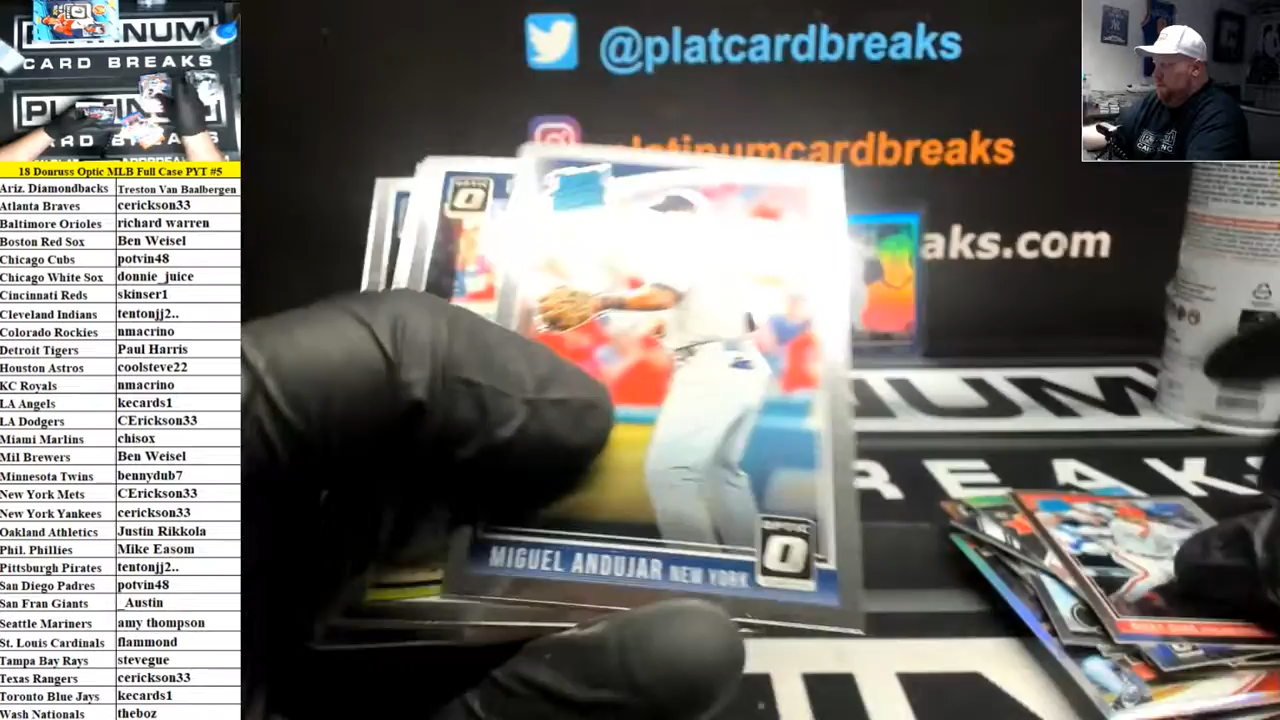 PLATINUM
CARD BREAKS
18 Donruss Optic MLB Full Case PYT #5
Ariz. Diamondbacks Treston Van Baalbergen
Atlanta Braves cerickson33
Baltimore Orioles richard warren
Boston Red Sox Ben Weisel
Chicago Cubs potvin48
Chicago White Sox donnie_juice
Cincinnati Reds skinser1
Cleveland Indians tentonjj2..
Colorado Rockies nmacrino
Detroit Tigers Paul Harris
Houston Astros coolsteve22
KC Royals nmacrino
LA Angels kecards1
LA Dodgers CErickson33
Miami Marlins chisox
Mil Brewers Ben Weisel
Minnesota Twins bennydub7
New York Mets CErickson33
New York Yankees cerickson33
Oakland Athletics Justin Rikkola
Phil. Phillies Mike Easom
Pittsburgh Pirates tentonjj2..
San Diego Padres potvin48
San Fran Giants _Austin
Seattle Mariners amy thompson
St. Louis Cardinals flammond
Tampa Bay Rays stevegue
Texas Rangers cerickson33
Toronto Blue Jays kecards1
Wash Nationals theboz
@platcardbreaks
platinumcardbreaks
aks.com
MIGUEL ANDUJAR NEW YORK
OPTIC
NUM
REAKS